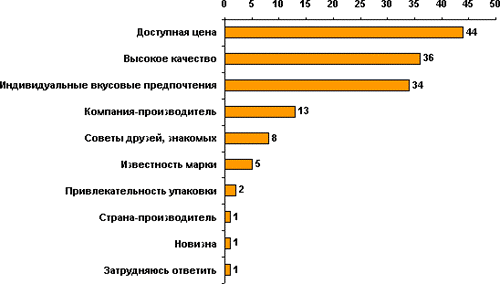 0 5 10 15 20 25 30 35 40 45 50
Доступная цена 44
Высокое качество 36
Индивидуальные вкусовые предпочтения 34
Компания-производитель 13
Советы друзей, знакомых 8
Известность марки 5
Привлекательность упаковки 2
Страна-производитель 1
Новизна 1
Затрудняюсь ответить 1